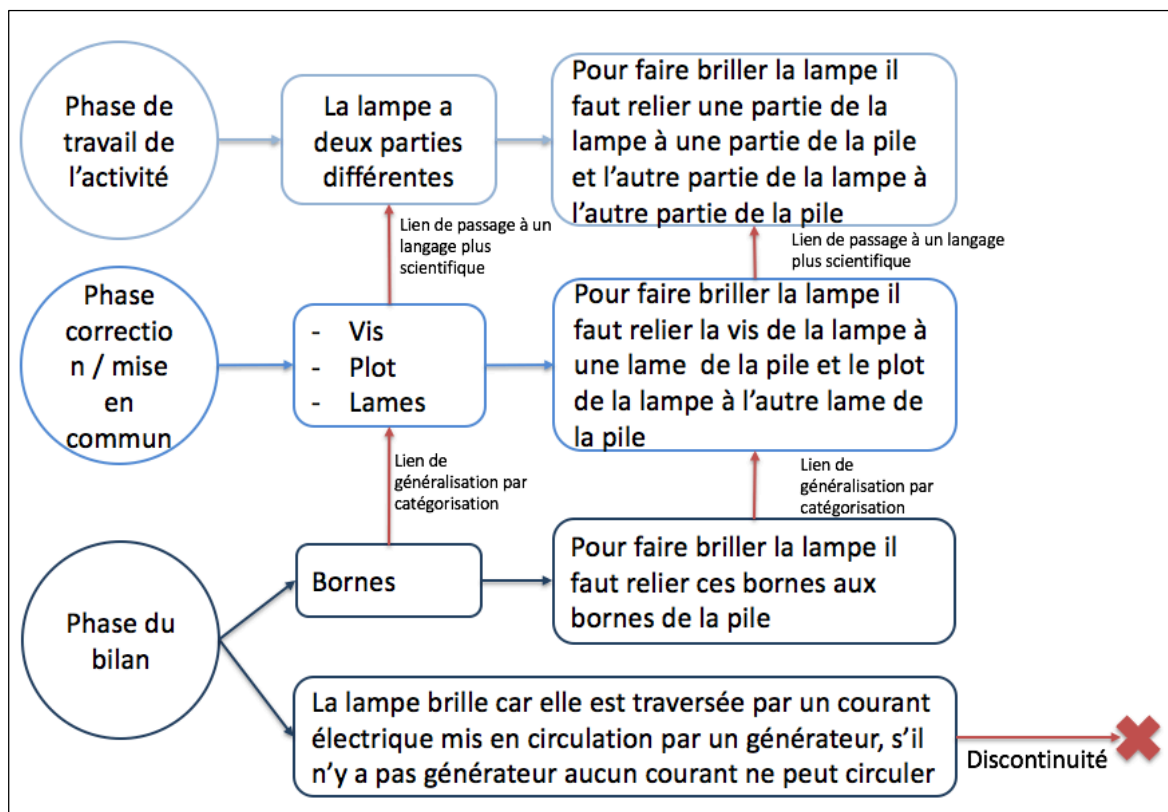 Phase de
travail de
l'activité
La lampe a
deux parties
différentes
Pour faire briller la lampe il
faut relier une partie de la
lampe à une partie de la pile
et l'autre partie de la lampe à
l'autre partie de la pile
Lien de passage à un
langage plus
scientifique
Lien de passage à un langage
plus scientifique
Phase
correctio
n / mise
en
commun
- Vis
- Plot
- Lames
Pour faire briller la lampe il
faut relier la vis de la lampe à
une lame de la pile et le plot
de la lampe à l'autre lame de
la pile
Lien de
généralisation par
catégorisation
Lien de
généralisation par
catégorisation
Phase du
bilan
Bornes
Pour faire briller la lampe il
faut relier ces bornes aux
bornes de la pile
La lampe brille car elle est traversée par un courant
électrique mis en circulation par un générateur, s'il
n'y a pas générateur aucun courant ne peut circuler
Discontinuité